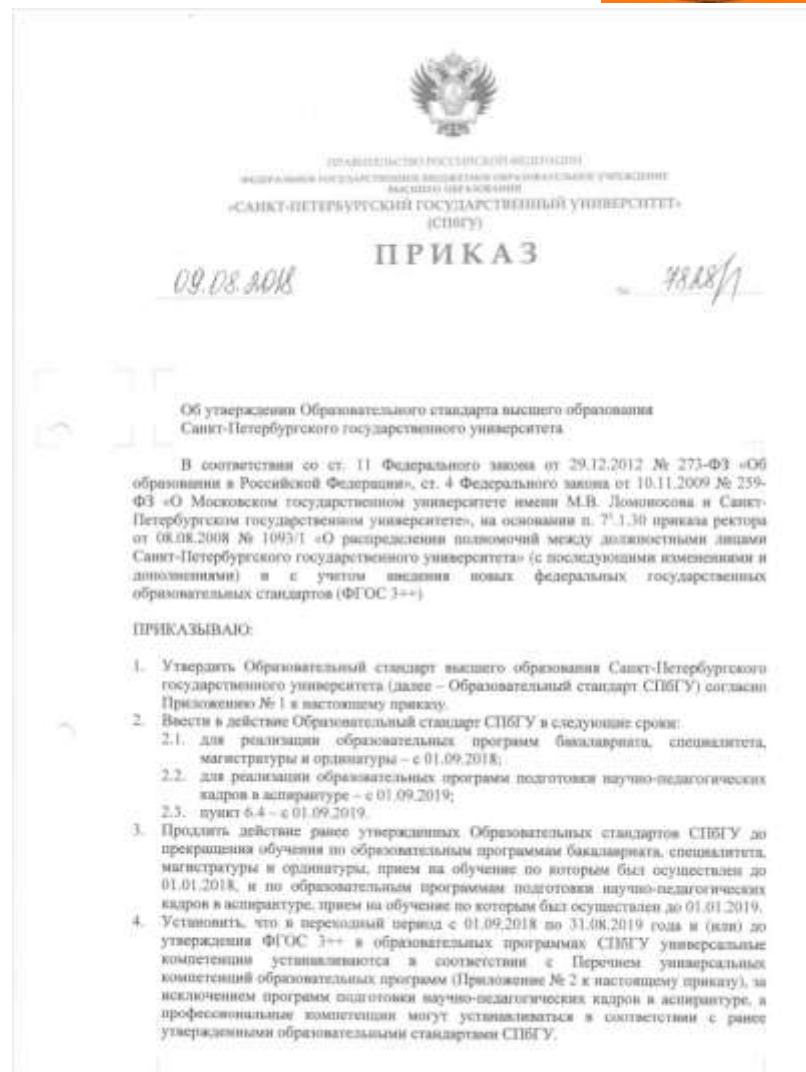 ПРАВИТЕЛЬСТВО РОССИЙСКОЙ ФЕДЕРАЦИИ
ФЕДЕРАЛЬНОЕ ГОСУДАРСТВЕННОЕ БЮДЖЕТНОЕ ОБРАЗОВАТЕЛЬНОЕ УЧРЕЖДЕНИЕ
ВЫСШЕГО ОБРАЗОВАНИЯ
«САНКТ-ПЕТЕРБУРГСКИЙ ГОСУДАРСТВЕННЫЙ УНИВЕРСИТЕТ»
(СПбГУ)
ПРИКАЗ
09.08.2018 № 7828/1
Об утверждении Образовательного стандарта высшего образования
Санкт-Петербургского государственного университета
В соответствии со ст. 11 Федерального закона от 29.12.2012 № 273-ФЗ «Об
образовании в Российской Федерации», ст. 4 Федерального закона от 10.11.2009 № 259-
ФЗ «О Московском государственном университете имени М.В. Ломоносова и Санкт-
Петербургском государственном университете», на основании п. 7¹.1.30 приказа ректора
от 08.08.2008 № 1093/1 «О распределении полномочий между должностными лицами
Санкт-Петербургского государственного университета» (с последующими изменениями и
дополнениями) и с учетом введения новых федеральных государственных
образовательных стандартов (ФГОС 3++)
ПРИКАЗЫВАЮ:
1. Утвердить Образовательный стандарт высшего образования Санкт-Петербургского
государственного университета (далее – Образовательный стандарт СПбГУ) согласно
Приложению № 1 к настоящему приказу.
2. Ввести в действие Образовательный стандарт СПбГУ в следующие сроки:
2.1. для реализации образовательных программ бакалавриата, специалитета,
магистратуры и ординатуры – с 01.09.2018;
2.2. для реализации образовательных программ подготовки научно-педагогических
кадров в аспирантуре – с 01.09.2019;
2.3. пункт 6.4 – с 01.09.2019.
3. Продлить действие ранее утвержденных Образовательных стандартов СПбГУ до
прекращения обучения по образовательным программам бакалавриата, специалитета,
магистратуры и ординатуры, прием на обучение по которым был осуществлен до
01.01.2018, и по образовательным программам подготовки научно-педагогических
кадров в аспирантуре, прием на обучение по которым был осуществлен до 01.01.2019.
4. Установить, что в переходный период с 01.09.2018 по 31.08.2019 года и (или) до
утверждения ФГОС 3++ в образовательных программах СПбГУ универсальные
компетенции устанавливаются в соответствии с Перечнем универсальных
компетенций образовательных программ (Приложение № 2 к настоящему приказу), за
исключением программ подготовки научно-педагогических кадров в аспирантуре, а
профессиональные компетенции могут устанавливаться в соответствии с ранее
утвержденными образовательными стандартами СПбГУ.